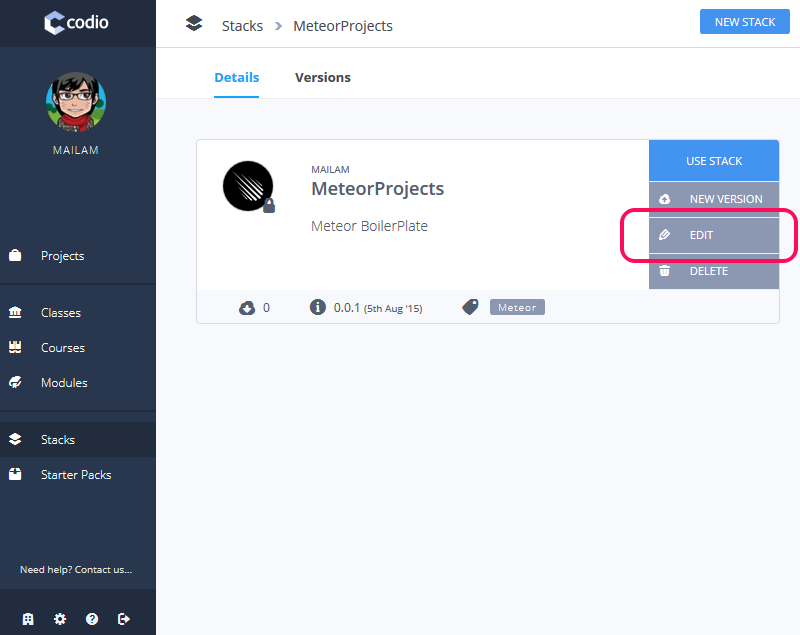 codio
MAILAM
Projects
Classes
Courses
Modules
Stacks
Starter Packs
Need help? Contact us...
Stacks > MeteorProjects
NEW STACK
Details Versions
MAILAM
MeteorProjects
Meteor BoilerPlate
USE STACK
NEW VERSION
EDIT
DELETE
0 0.0.1 (5th Aug '15) Meteor